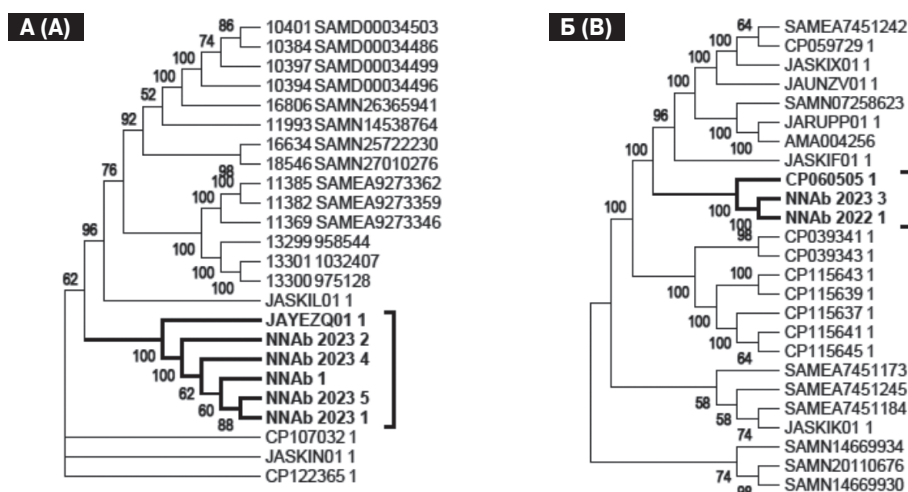 А (A)
86
10401 SAMD00034503
74
10384 SAMD00034486
100
10397 SAMD00034499
100
10394 SAMD00034496
52
16806 SAMN26365941
92
11993 SAMN14538764
16634 SAMN25722230
76
98
18546 SAMN27010276
100
11385 SAMEA9273362
100
11382 SAMEA9273359
11369 SAMEA9273346
96
100
13299 958544
100
13301 1032407
100
13300 975128
62
JASKIL01 1
JAYEZQ01 1
100
NNAb 2023 2
100
NNAb 2023 4
62
NNAb 1
60
NNAb 2023 5
88
NNAb 2023 1
CP107032 1
JASKIN01 1
CP122365 1
Б (B)
64
SAMEA7451242
100
CP059729 1
100
JASKIX01 1
100
JAUNZV01 1
SAMN07258623
96
100
JARUPP01 1
100
AMA004256
100
JASKIF01 1
CP060505 1
100
NNAb 2023 3
100
100
NNAb 2022 1
98
CP039341 1
CP039343 1
100
100
CP115643 1
100
CP115639 1
100
CP115637 1
CP115641 1
64
CP115645 1
SAMEA7451173
58
SAMEA7451245
58
SAMEA7451184
74
JASKIK01 1
SAMN14669934
74
SAMN20110676
98
SAMN14669930